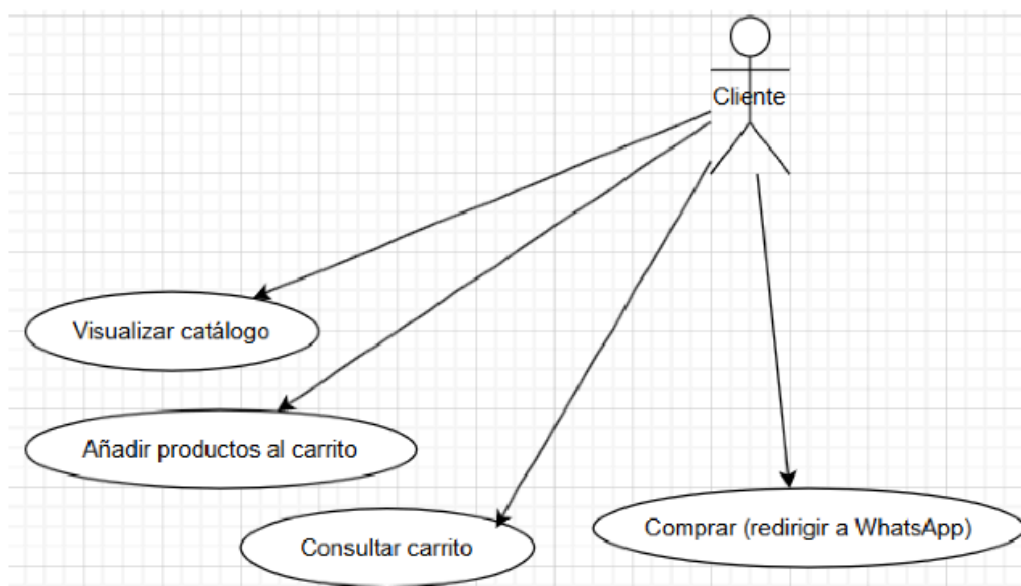 Cliente
Visualizar catálogo
Añadir productos al carrito
Consultar carrito
Comprar (redirigir a WhatsApp)